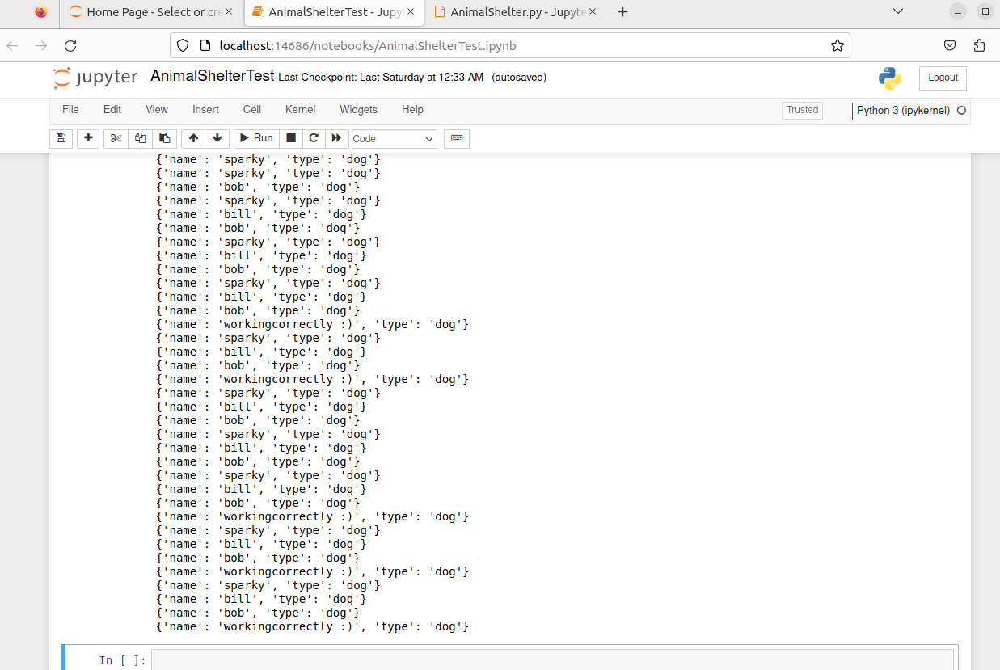 Home Page - Select or cre
AnimalShelterTest - Jupy
AnimalShelter.py - Jupyte
localhost:14686/notebooks/AnimalShelterTest.ipynb
jupyter AnimalShelterTest Last Checkpoint: Last Saturday at 12:33 AM (autosaved)
Logout
File Edit View Insert Cell Kernel Widgets Help
Trusted
Python 3 (ipykernel)
Run
Code
{'name': 'sparky', 'type': 'dog'}
{'name': 'sparky', 'type': 'dog'}
{'name': 'bob', 'type': 'dog'}
{'name': 'sparky', 'type': 'dog'}
{'name': 'bill', 'type': 'dog'}
{'name': 'bob', 'type': 'dog'}
{'name': 'sparky', 'type': 'dog'}
{'name': 'bill', 'type': 'dog'}
{'name': 'bob', 'type': 'dog'}
{'name': 'sparky', 'type': 'dog'}
{'name': 'bill', 'type': 'dog'}
{'name': 'bob', 'type': 'dog'}
{'name': 'workingcorrectly :)', 'type': 'dog'}
{'name': 'sparky', 'type': 'dog'}
{'name': 'bill', 'type': 'dog'}
{'name': 'bob', 'type': 'dog'}
{'name': 'workingcorrectly :)', 'type': 'dog'}
{'name': 'sparky', 'type': 'dog'}
{'name': 'bill', 'type': 'dog'}
{'name': 'bob', 'type': 'dog'}
{'name': 'sparky', 'type': 'dog'}
{'name': 'bill', 'type': 'dog'}
{'name': 'bob', 'type': 'dog'}
{'name': 'sparky', 'type': 'dog'}
{'name': 'bill', 'type': 'dog'}
{'name': 'bob', 'type': 'dog'}
{'name': 'workingcorrectly :)', 'type': 'dog'}
{'name': 'sparky', 'type': 'dog'}
{'name': 'bill', 'type': 'dog'}
{'name': 'bob', 'type': 'dog'}
{'name': 'workingcorrectly :)', 'type': 'dog'}
{'name': 'sparky', 'type': 'dog'}
{'name': 'bill', 'type': 'dog'}
{'name': 'bob', 'type': 'dog'}
{'name': 'workingcorrectly :)', 'type': 'dog'}
In [ ]: